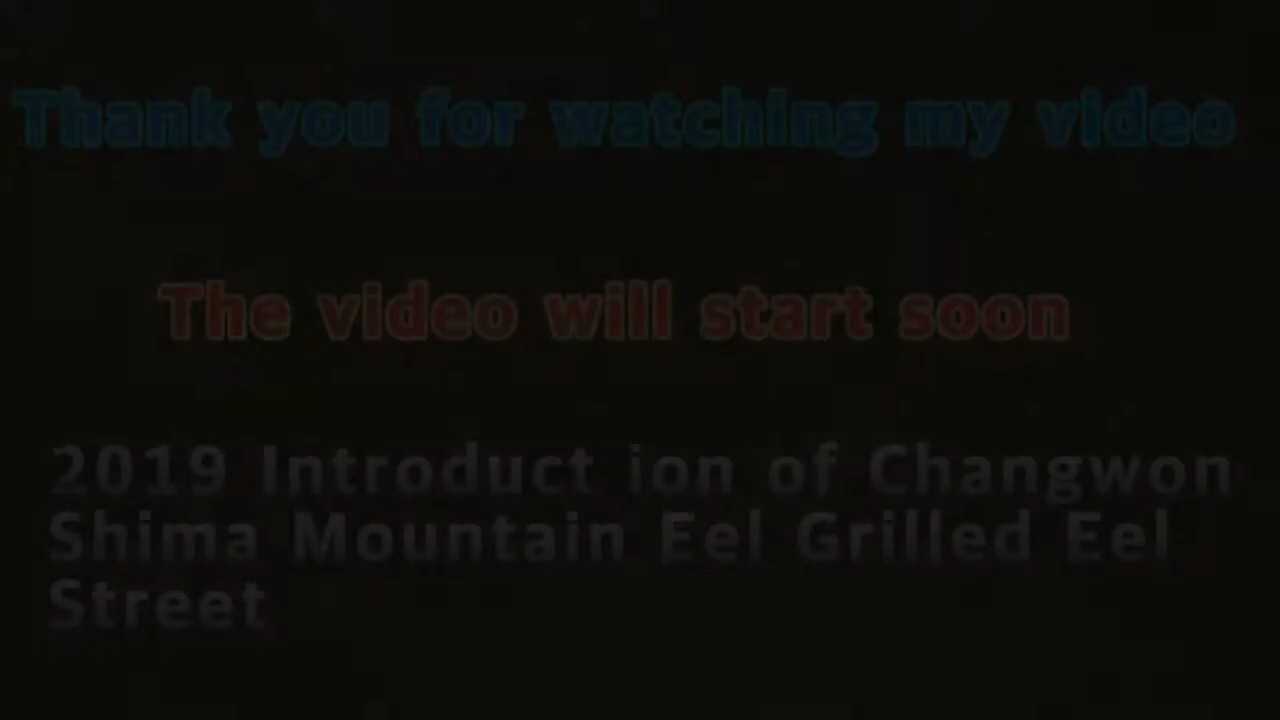 Thank you for watching my video
The video will start soon
2019 Introduct ion of Changwon
Shima Mountain Eel Grilled Eel
Street